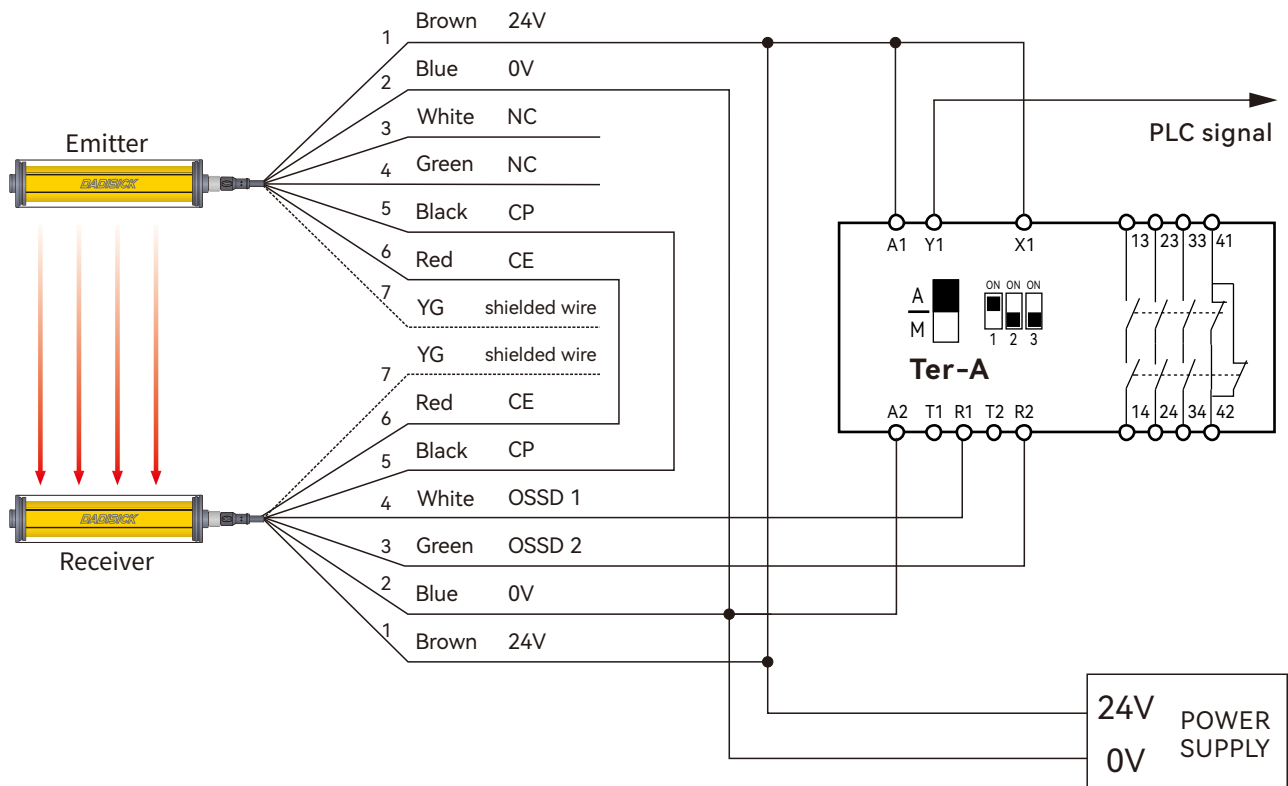 1 Brown 24V
2 Blue 0V
3 White NC
4 Green NC
5 Black CP
6 Red CE
7 YG shielded wire
Emitter
DADISICK
7 YG shielded wire
6 Red CE
5 Black CP
4 White OSSD 1
3 Green OSSD 2
2 Blue 0V
1 Brown 24V
DADISICK
Receiver
PLC signal
A1 Y1 X1 13 23 33 41
A
M
ON ON ON
1 2 3
Ter-A
A2 T1 R1 T2 R2 14 24 34 42
24V
0V
POWER
SUPPLY